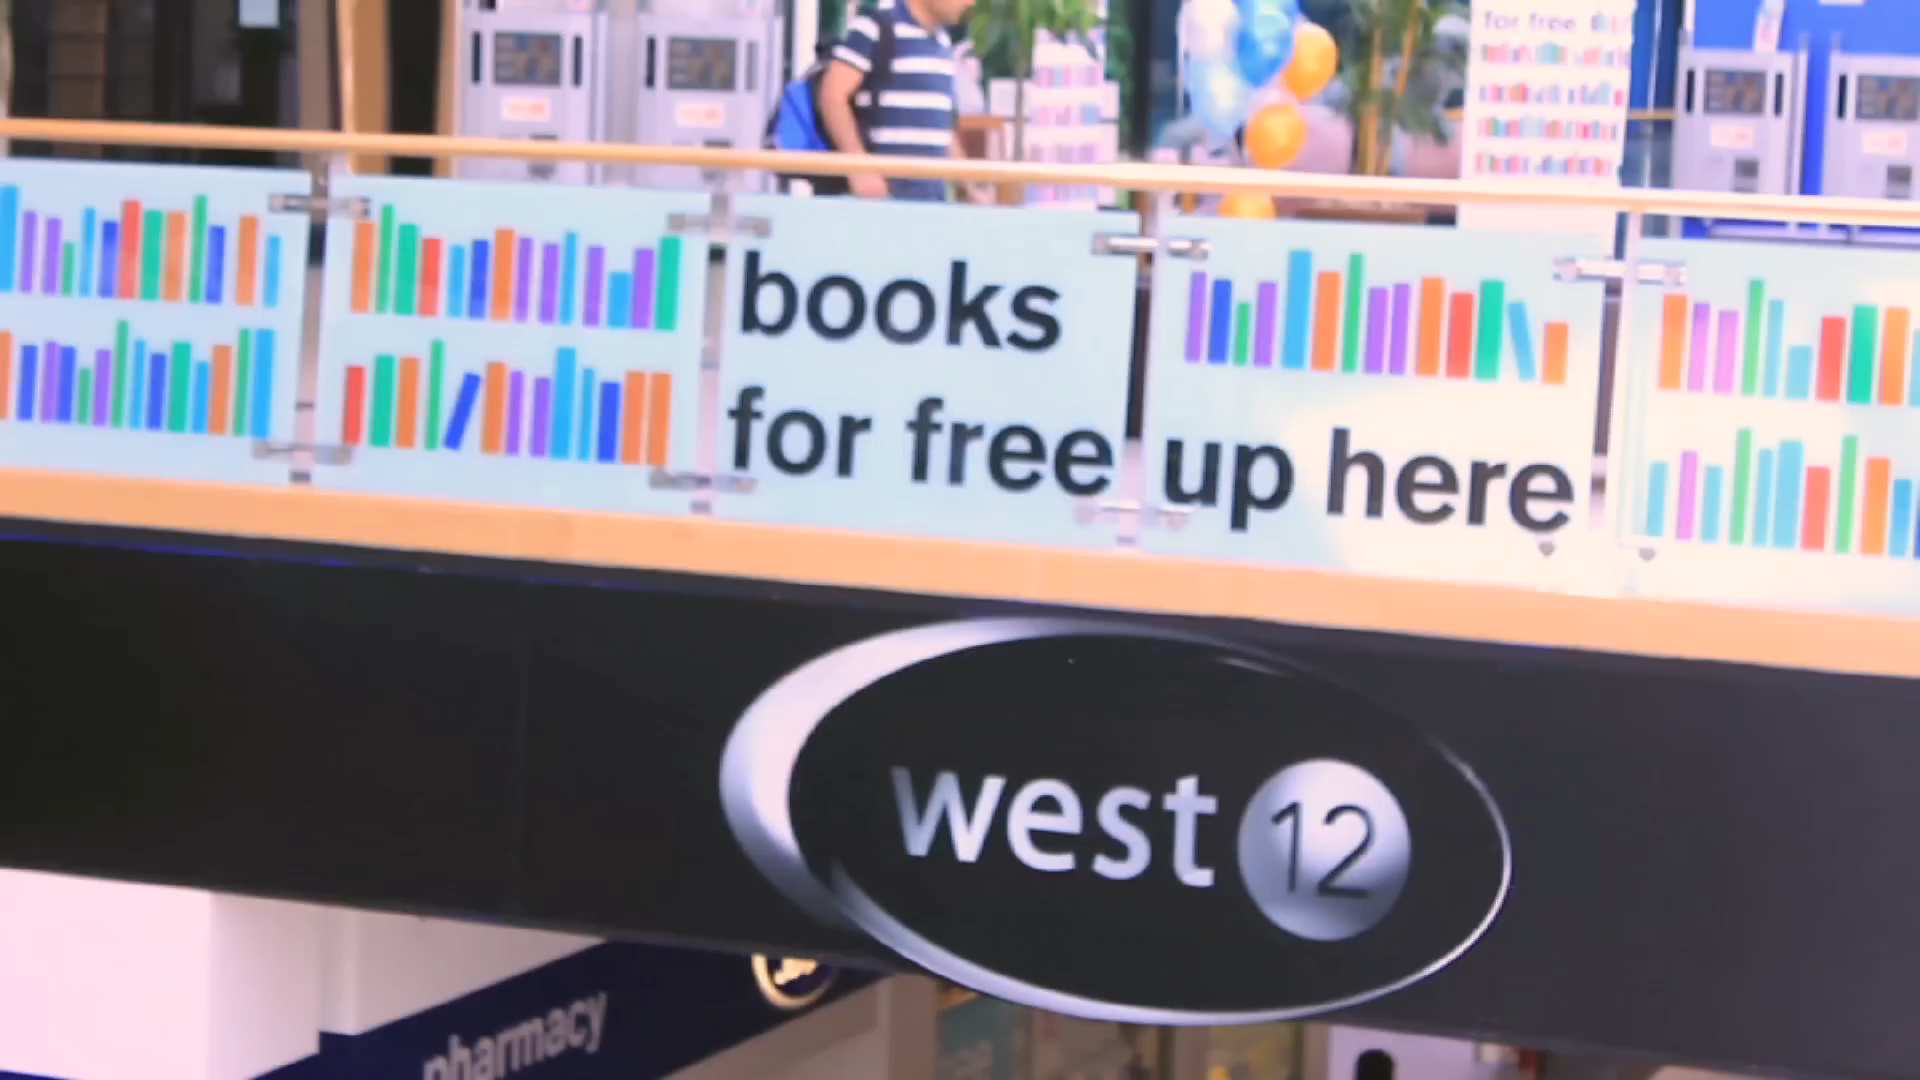 for free
books
for free up here
west 12
pharmacy